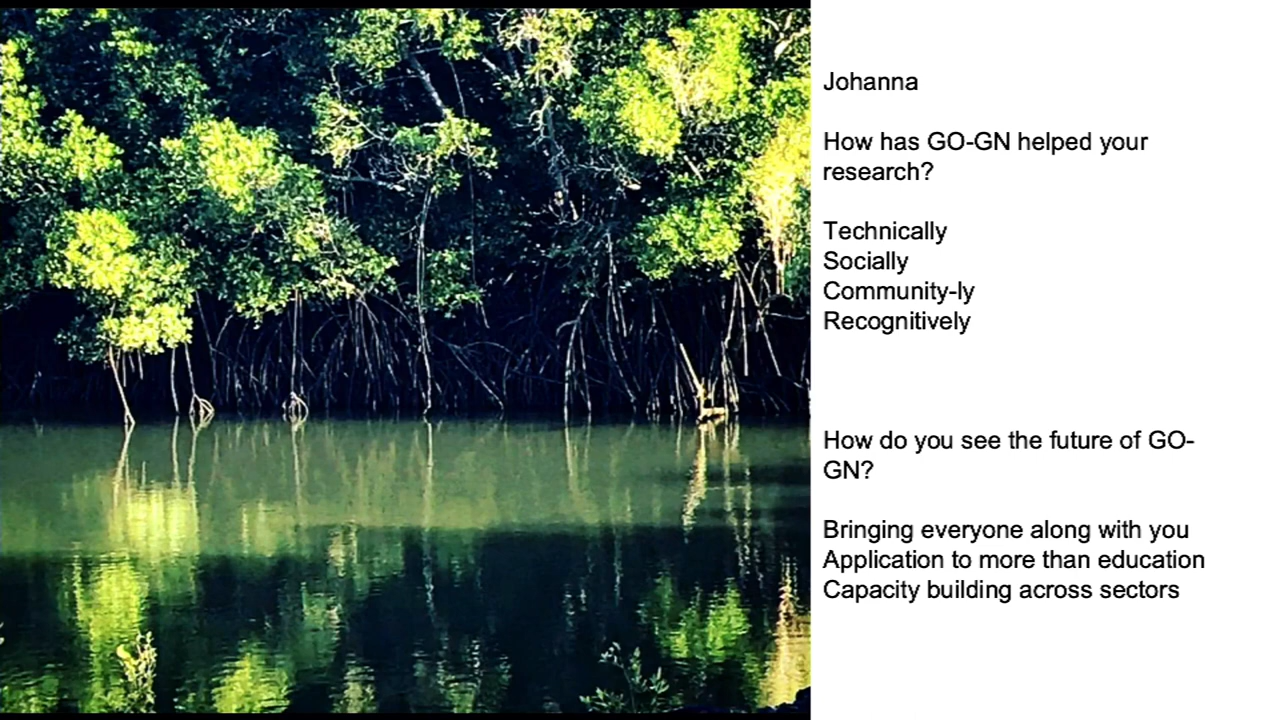 Johanna
How has GO-GN helped your
research?
Technically
Socially
Community-ly
Recognitively
How do you see the future of GO-
GN?
Bringing everyone along with you
Application to more than education
Capacity building across sectors